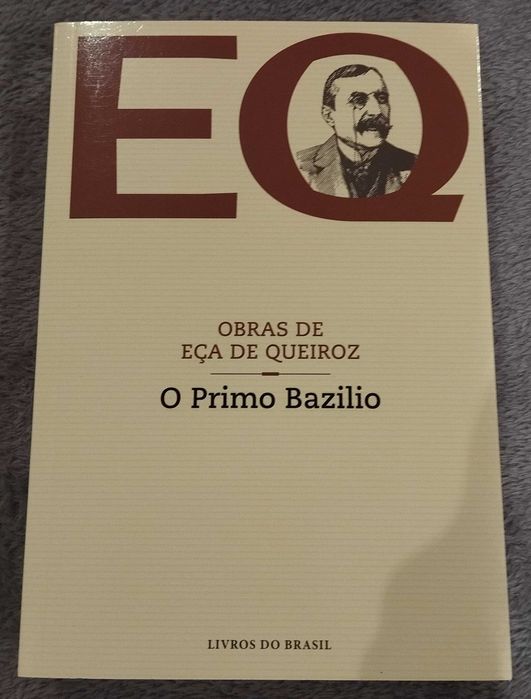 EQ
OBRAS DE
EÇA DE QUEIROZ
O Primo Bazilio
LIVROS DO BRASIL